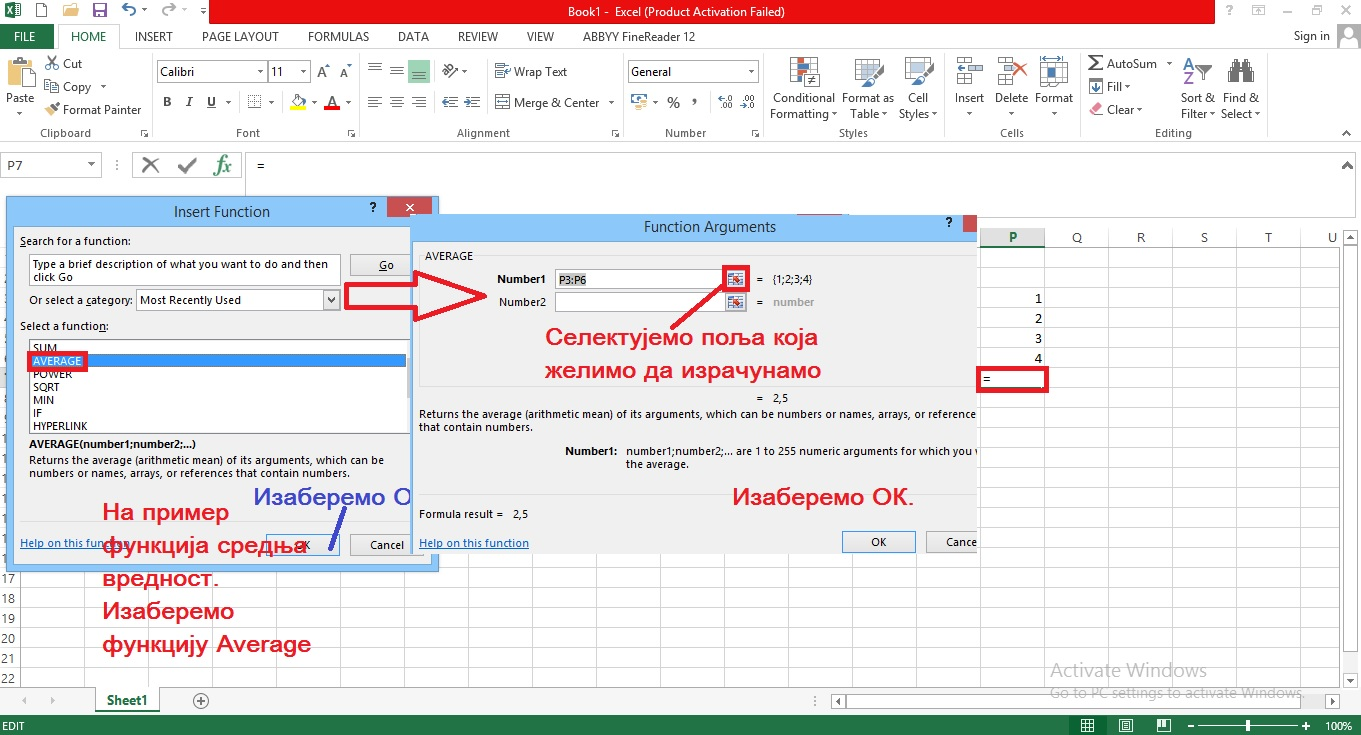 Book1 - Excel (Product Activation Failed)
FILE HOME INSERT PAGE LAYOUT FORMULAS DATA REVIEW VIEW ABBYY FineReader 12 Sign in
Paste
Cut
Copy
Format Painter
Clipboard
Calibri 11
B I U
Font
Wrap Text
Merge & Center
Alignment
General
%
Number
Conditional Formatting
Format as Table
Cell Styles
Styles
Insert Delete Format
Cells
AutoSum
Fill
Clear
Sort & Filter
Find & Select
Editing
P7 fx =
Insert Function
Search for a function:
Type a brief description of what you want to do and then
click Go
Go
Or select a category: Most Recently Used
Select a function:
SUM
AVERAGE
POWER
SQRT
MIN
IF
HYPERLINK
AVERAGE(number1;number2;...)
Returns the average (arithmetic mean) of its arguments, which can be
numbers or names, arrays, or references that contain numbers.
Изаберемо О
На пример
функција средња
вредност.
Изаберемо
функцију Average
Help on this function
OK
Cancel
Function Arguments
AVERAGE
Number1 P3:P6 = {1;2;3;4}
Number2 = number
Селектујемо поља која
желимо да израчунамо
= 2,5
Returns the average (arithmetic mean) of its arguments, which can be numbers or names, arrays, or reference
that contain numbers.
Number1: number1;number2;... are 1 to 255 numeric arguments for which you
the average.
Изаберемо ОК.
Formula result = 2,5
Help on this function
OK
Cance
P Q R S T U
1
2
3
4
=
17
18
19
20
21
22
Activate Windows
Go to PC settings to activate Windows.
Sheet1
EDIT
100%